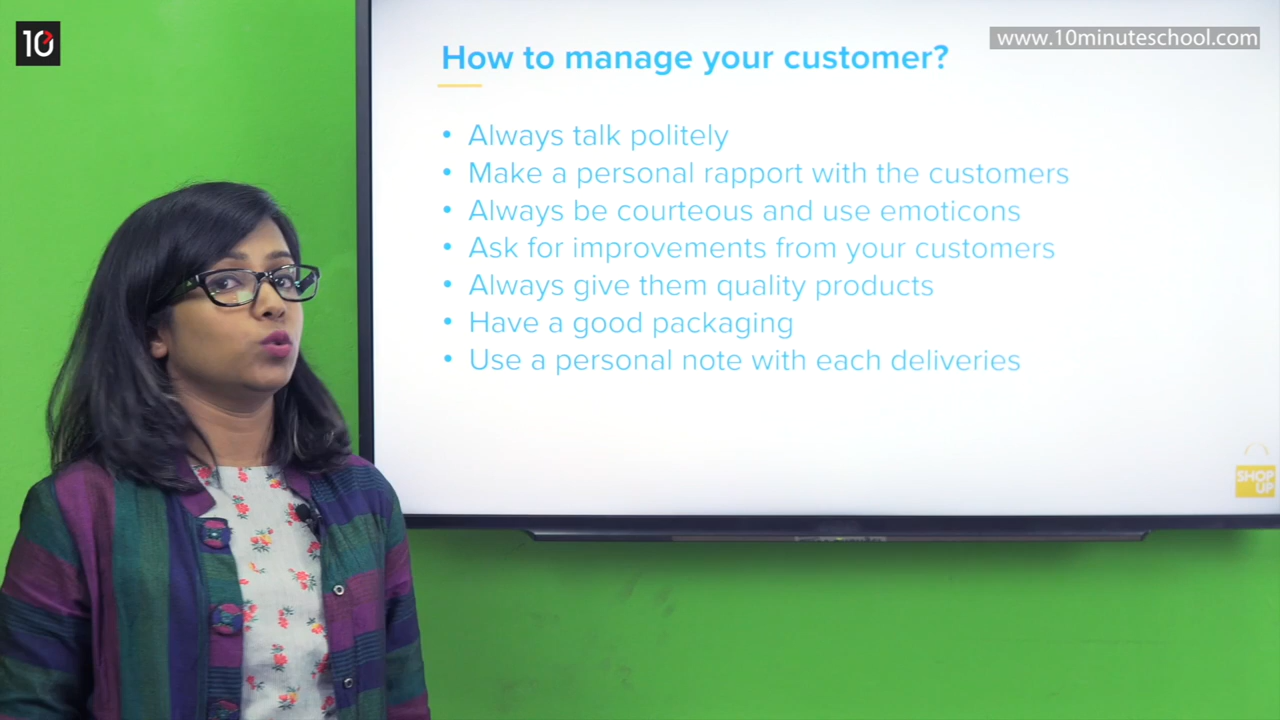 10
www.10minuteschool.com
How to manage your customer?
• Always talk politely
• Make a personal rapport with the customers
• Always be courteous and use emoticons
• Ask for improvements from your customers
• Always give them quality products
• Have a good packaging
• Use a personal note with each deliveries
SHOP
UP